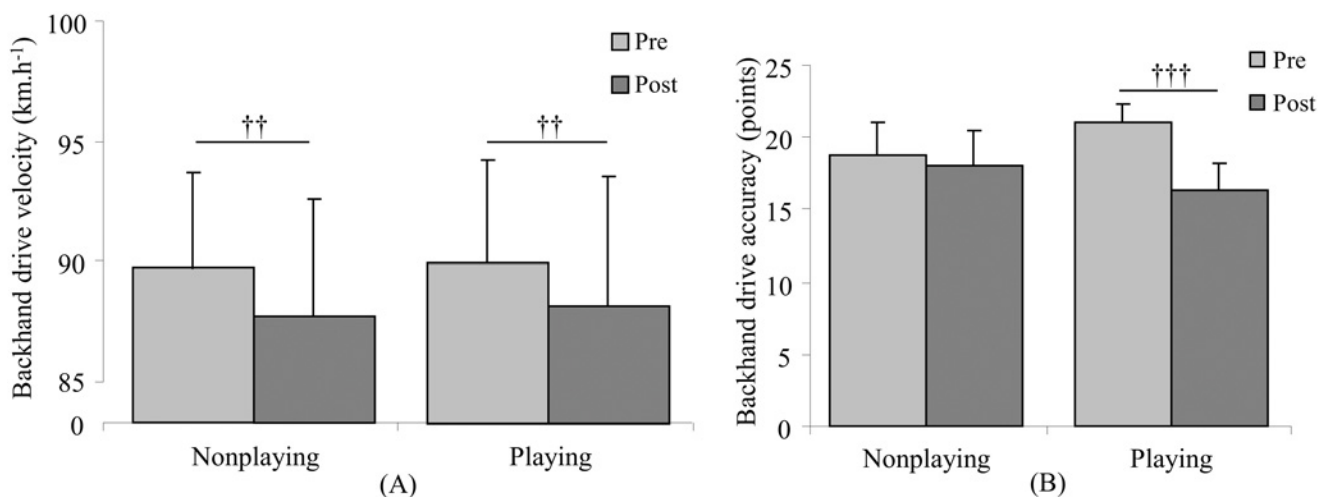 Backhand drive velocity (km.h-1)
100
95
90
85
0
Pre
Post
††
††
Nonplaying
Playing
(A)
Backhand drive accuracy (points)
25
20
15
10
5
0
Pre
Post
†††
Nonplaying
Playing
(B)